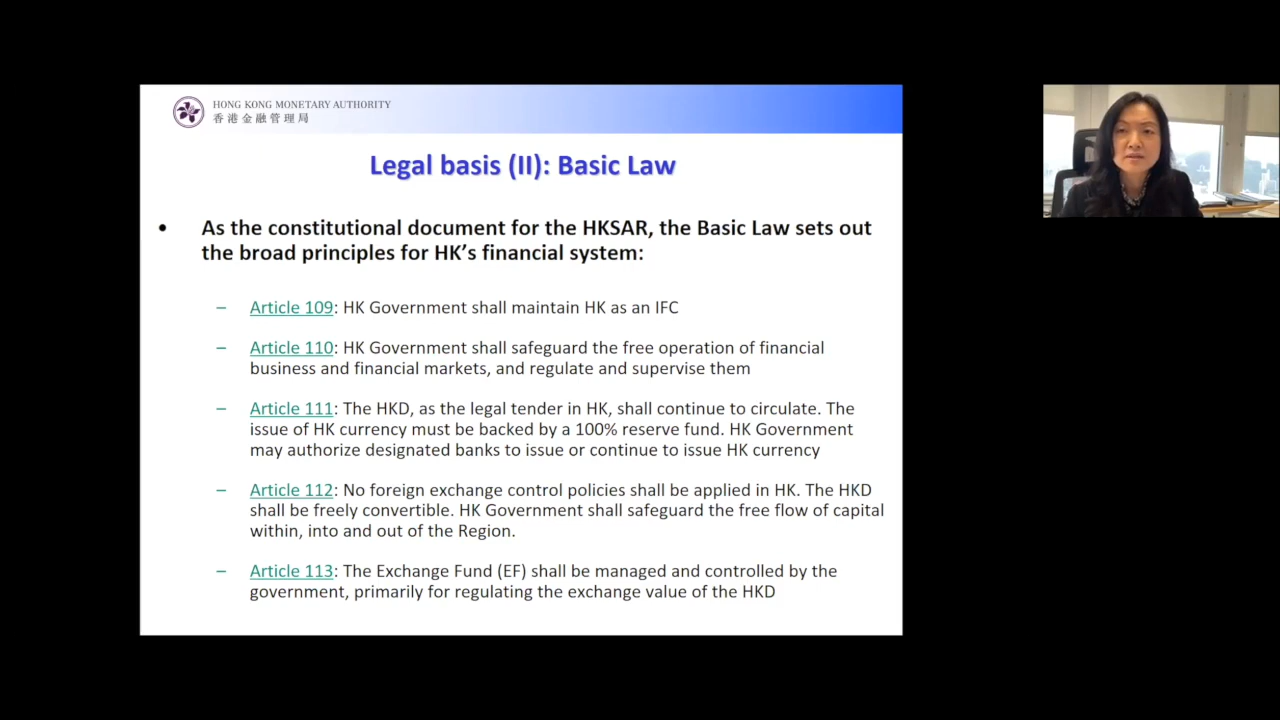 HONG KONG MONETARY AUTHORITY
香港金融管理局
Legal basis (II): Basic Law
• As the constitutional document for the HKSAR, the Basic Law sets out
the broad principles for HK’s financial system:
– Article 109: HK Government shall maintain HK as an IFC
– Article 110: HK Government shall safeguard the free operation of financial
business and financial markets, and regulate and supervise them
– Article 111: The HKD, as the legal tender in HK, shall continue to circulate. The
issue of HK currency must be backed by a 100% reserve fund. HK Government
may authorize designated banks to issue or continue to issue HK currency
– Article 112: No foreign exchange control policies shall be applied in HK. The HKD
shall be freely convertible. HK Government shall safeguard the free flow of capital
within, into and out of the Region.
– Article 113: The Exchange Fund (EF) shall be managed and controlled by the
government, primarily for regulating the exchange value of the HKD